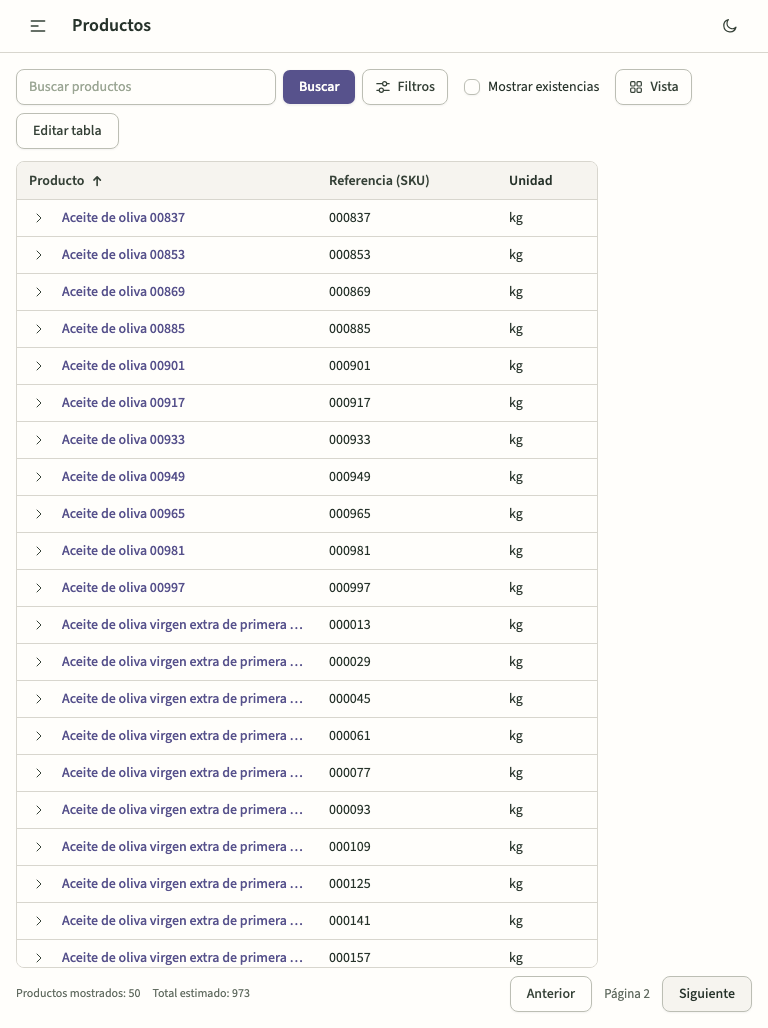 Productos
Buscar productos
Buscar
Filtros
Mostrar existencias
Vista
Editar tabla
Producto Referencia (SKU) Unidad
Aceite de oliva 00837 000837 kg
Aceite de oliva 00853 000853 kg
Aceite de oliva 00869 000869 kg
Aceite de oliva 00885 000885 kg
Aceite de oliva 00901 000901 kg
Aceite de oliva 00917 000917 kg
Aceite de oliva 00933 000933 kg
Aceite de oliva 00949 000949 kg
Aceite de oliva 00965 000965 kg
Aceite de oliva 00981 000981 kg
Aceite de oliva 00997 000997 kg
Aceite de oliva virgen extra de primera … 000013 kg
Aceite de oliva virgen extra de primera … 000029 kg
Aceite de oliva virgen extra de primera … 000045 kg
Aceite de oliva virgen extra de primera … 000061 kg
Aceite de oliva virgen extra de primera … 000077 kg
Aceite de oliva virgen extra de primera … 000093 kg
Aceite de oliva virgen extra de primera … 000109 kg
Aceite de oliva virgen extra de primera … 000125 kg
Aceite de oliva virgen extra de primera … 000141 kg
Aceite de oliva virgen extra de primera … 000157 kg
Productos mostrados: 50 Total estimado: 973
Anterior
Página 2
Siguiente